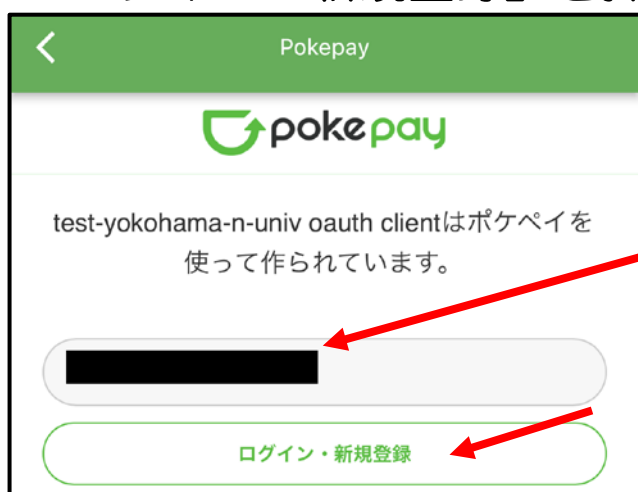 Pokepay
pokepay
test-yokohama-n-univ oauth clientはポケペイを
使って作られています。
ログイン・新規登録